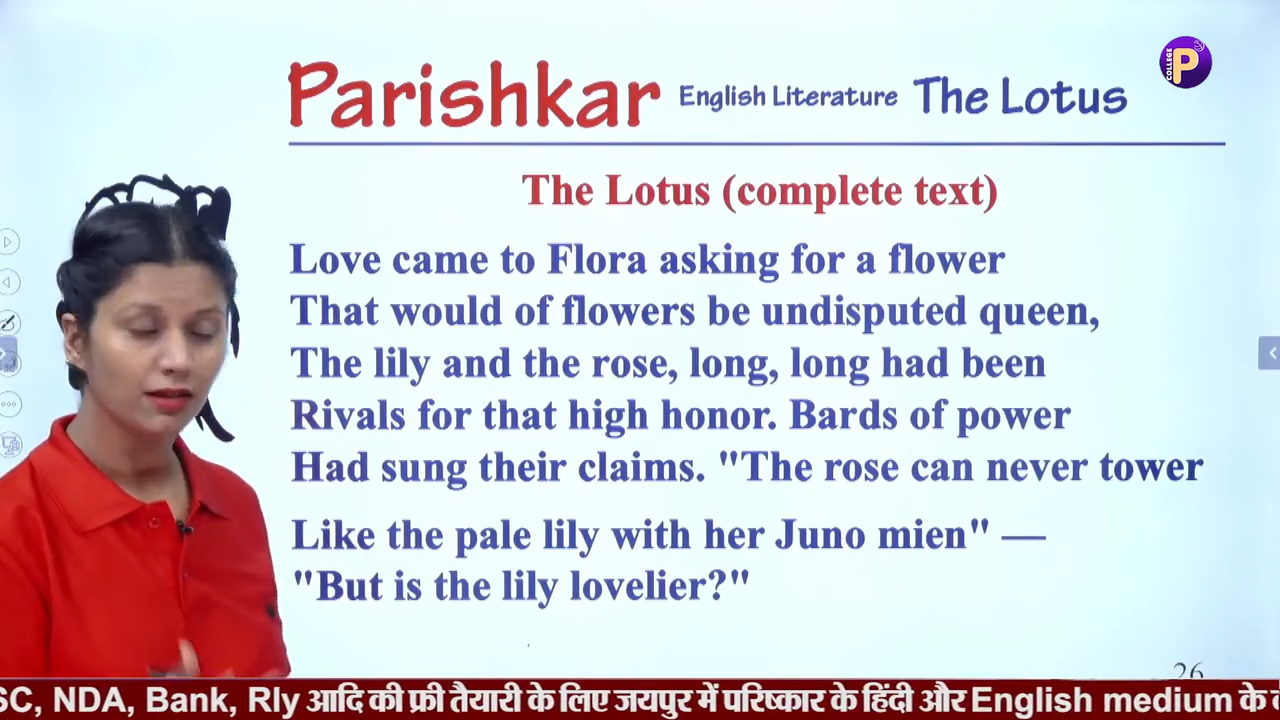 Parishkar English Literature The Lotus
COLLEGE P
The Lotus (complete text)
Love came to Flora asking for a flower
That would of flowers be undisputed queen,
The lily and the rose, long, long had been
Rivals for that high honor. Bards of power
Had sung their claims. "The rose can never tower
Like the pale lily with her Juno mien" —
"But is the lily lovelier?"
26
SC, NDA, Bank, Rly आदि की फ्री तैयारी के लिए जयपुर में परिष्कार के हिंदी और English medium के